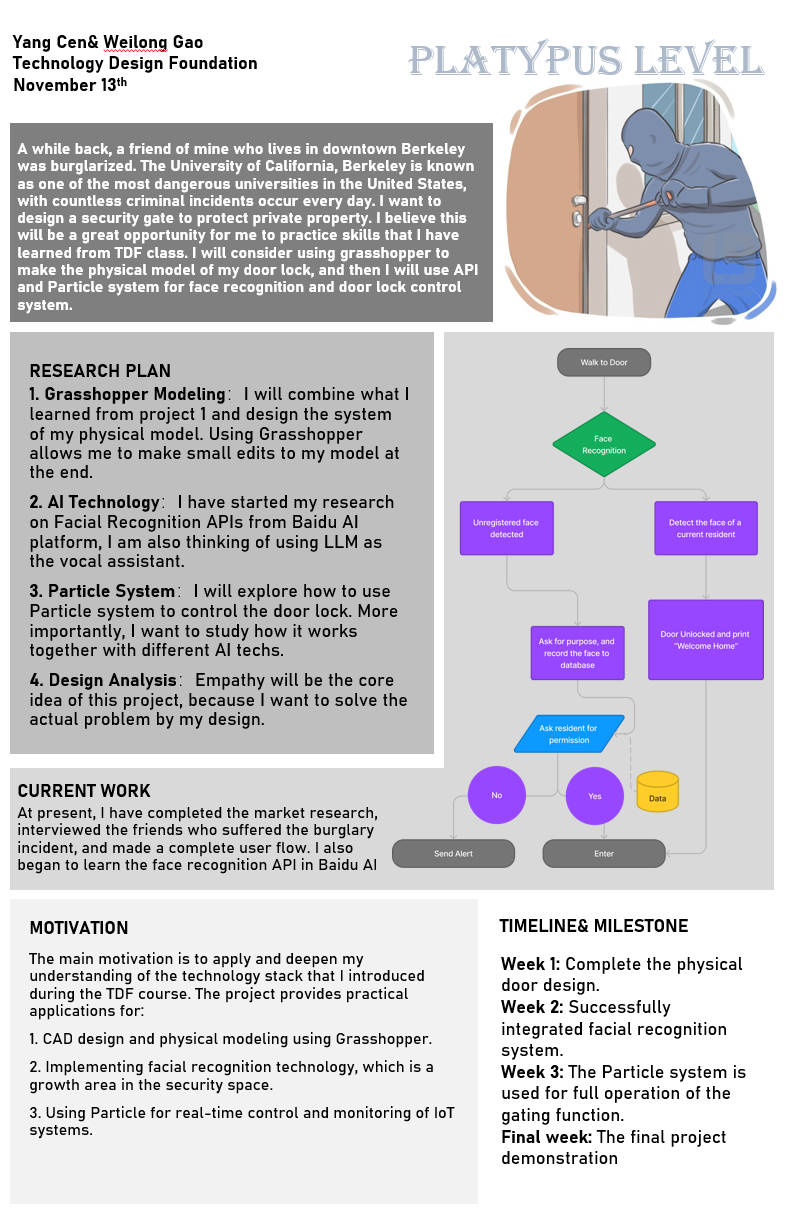 Yang Cen& Weilong Gao
Technology Design Foundation
November 13th
PLATYPUS LEVEL
A while back, a friend of mine who lives in downtown Berkeley
was burglarized. The University of California, Berkeley is known
as one of the most dangerous universities in the United States,
with countless criminal incidents occur every day. I want to
design a security gate to protect private property. I believe this
will be a great opportunity for me to practice skills that I have
learned from TDF class. I will consider using grasshopper to
make the physical model of my door lock, and then I will use API
and Particle system for face recognition and door lock control
system.
RESEARCH PLAN
1. Grasshopper Modeling： I will combine what I
learned from project 1 and design the system
of my physical model. Using Grasshopper
allows me to make small edits to my model at
the end.
2. AI Technology： I have started my research
on Facial Recognition APIs from Baidu AI
platform, I am also thinking of using LLM as
the vocal assistant.
3. Particle System： I will explore how to use
Particle system to control the door lock. More
importantly, I want to study how it works
together with different AI techs.
4. Design Analysis： Empathy will be the core
idea of this project, because I want to solve the
actual problem by my design.
Walk to Door
Face
Recognition
Unregistered face
detected
Detect the face of a
current resident
Ask for purpose, and
record the face to
database
Door Unlocked and print
"Welcome Home"
Ask resident for
permission
No
Yes
Data
Send Alert
Enter
CURRENT WORK
At present, I have completed the market research,
interviewed the friends who suffered the burglary
incident, and made a complete user flow. I also
began to learn the face recognition API in Baidu AI
MOTIVATION
The main motivation is to apply and deepen my
understanding of the technology stack that I introduced
during the TDF course. The project provides practical
applications for:
1. CAD design and physical modeling using Grasshopper.
2. Implementing facial recognition technology, which is a
growth area in the security space.
3. Using Particle for real-time control and monitoring of IoT
systems.
TIMELINE& MILESTONE
Week 1: Complete the physical
door design.
Week 2: Successfully
integrated facial recognition
system.
Week 3: The Particle system is
used for full operation of the
gating function.
Final week: The final project
demonstration